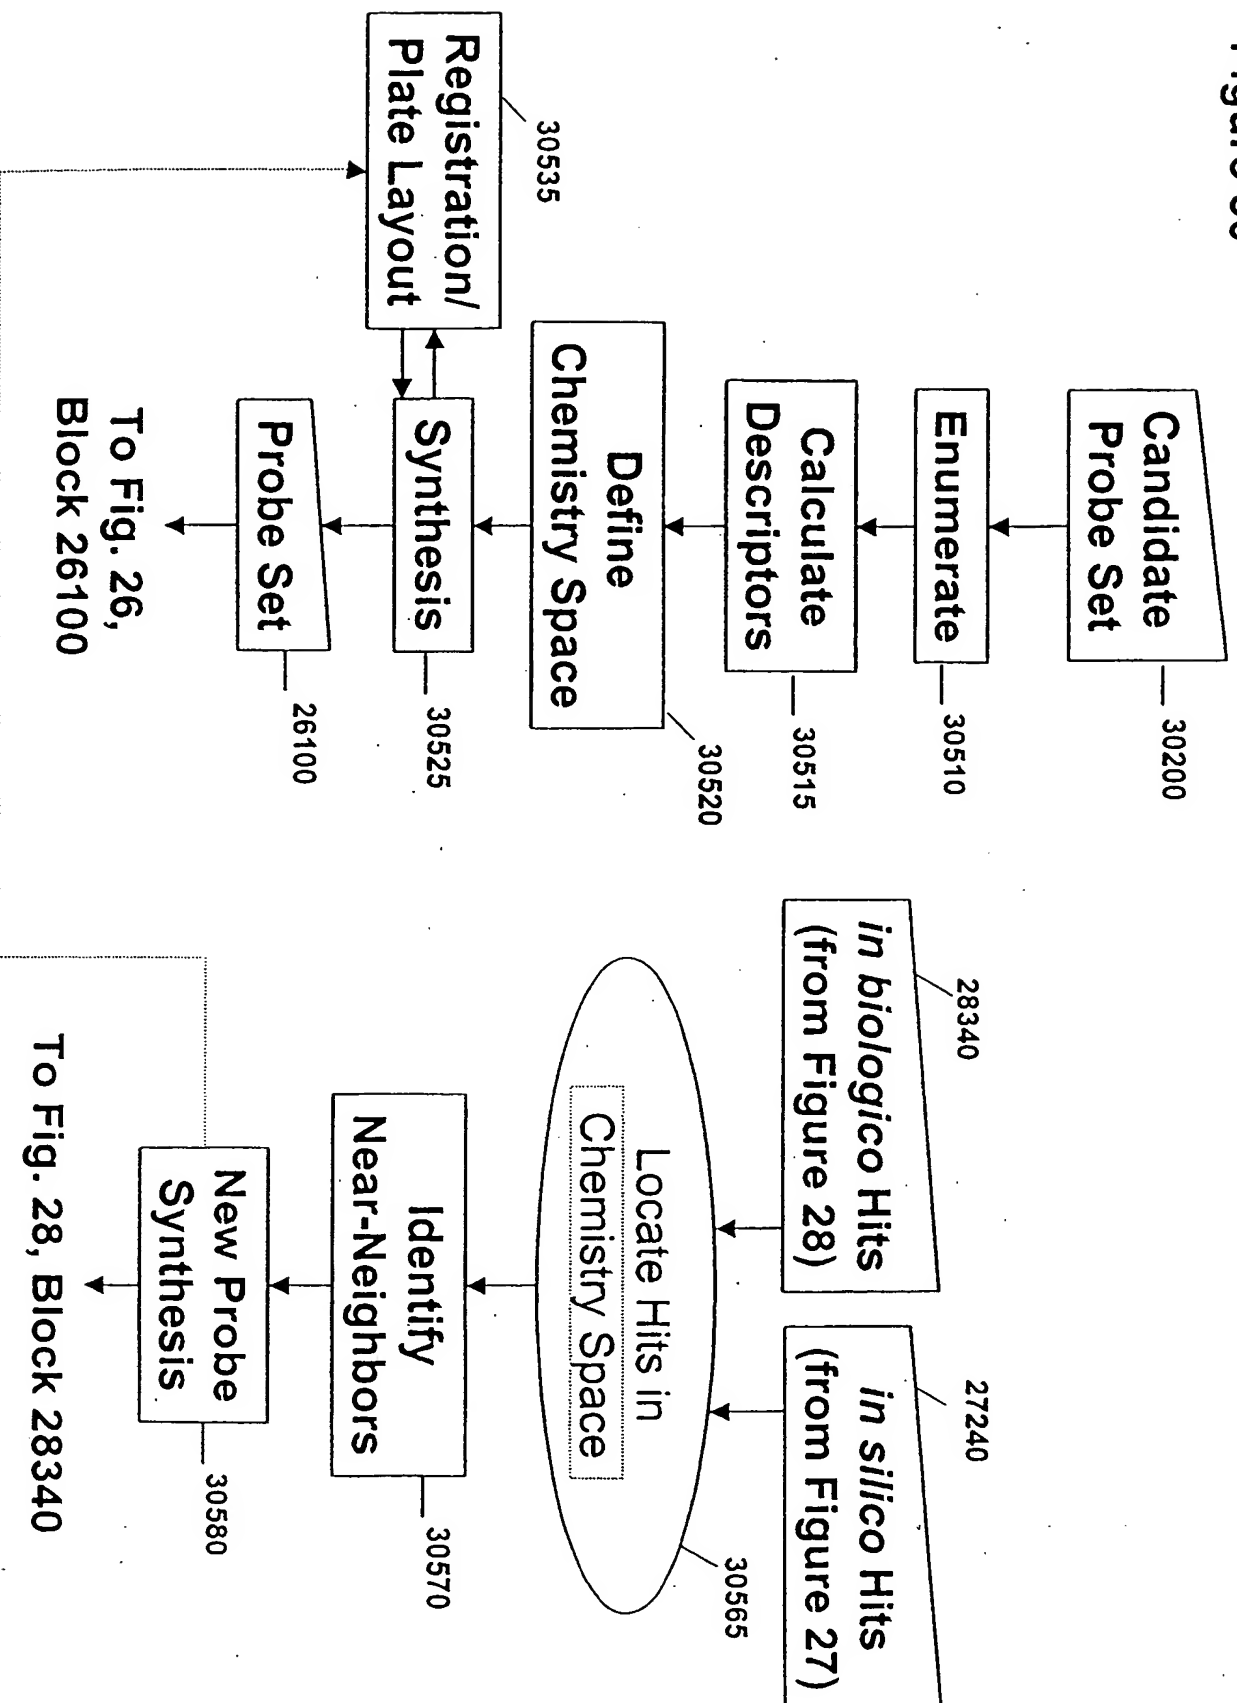 Candidate
Probe Set
30200
Enumerate
30510
Calculate
Descriptors
30515
Define
Chemistry Space
30520
Registration/
Plate Layout
30535
Synthesis
30525
Probe Set
26100
To Fig. 26,
Block 26100
28340
in biologico Hits
(from Figure 28)
27240
in silico Hits
(from Figure 27)
Locate Hits in
Chemistry Space
30565
Identify
Near-Neighbors
30570
New Probe
Synthesis
30580
To Fig. 28, Block 28340